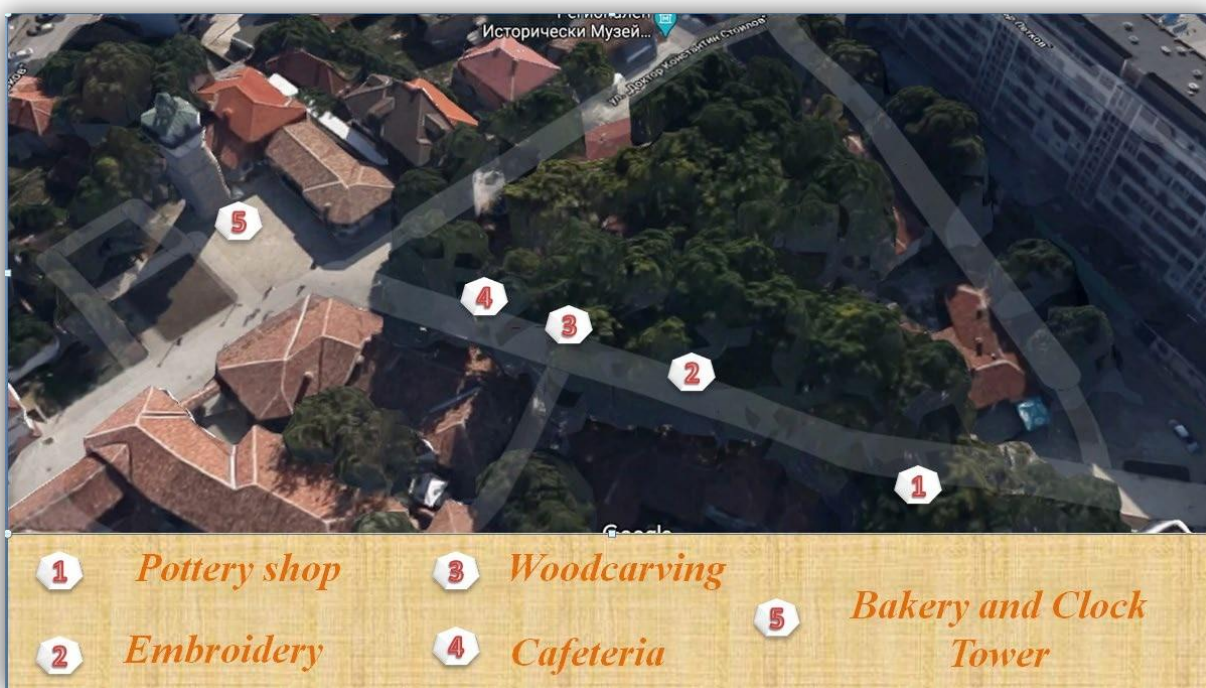 Регионален
Исторически Музей...
ул. „Доктор Константин Стоилов"
5
4
3
2
1
Google
1 Pottery shop
2 Embroidery
3 Woodcarving
4 Cafeteria
5 Bakery and Clock
Tower